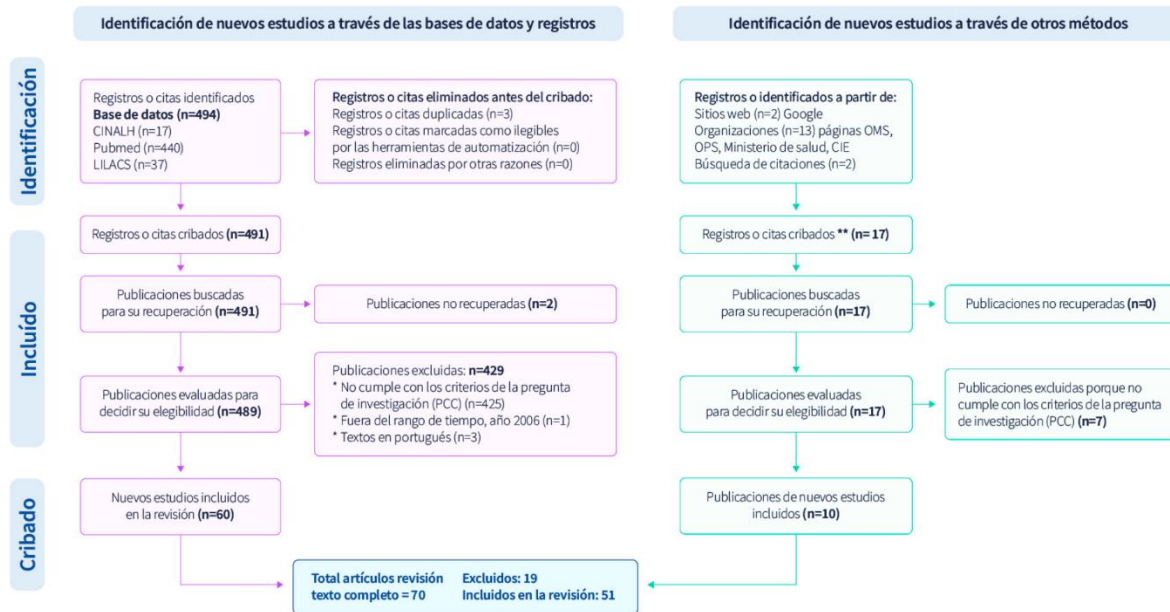 Identificación de nuevos estudios a través de las bases de datos y registros
Identificación de nuevos estudios a través de otros métodos
Identificación
Registros o citas identificados
Base de datos (n=494)
CINALH (n=17)
Pubmed (n=440)
LILACS (n=37)
Registros o citas eliminados antes del cribado:
Registros o citas duplicadas (n=3)
Registros o citas marcadas como ilegibles
por las herramientas de automatización (n=0)
Registros eliminadas por otras razones (n=0)
Registros o identificados a partir de:
Sitios web (n=2) Google
Organizaciones (n=13) páginas OMS,
OPS, Ministerio de salud, CIE
Búsqueda de citaciones (n=2)
Incluído
Registros o citas cribados (n=491)
Registros o citas cribados ** (n= 17)
Publicaciones buscadas
para su recuperación (n=491)
Publicaciones no recuperadas (n=2)
Publicaciones buscadas
para su recuperación (n=17)
Publicaciones no recuperadas (n=0)
Publicaciones evaluadas para
decidir su elegibilidad (n=489)
Publicaciones excluidas: n=429
* No cumple con los criterios de la pregunta
de investigación (PCC) (n=425)
* Fuera del rango de tiempo, año 2006 (n=1)
* Textos en portugués (n=3)
Publicaciones evaluadas
para decidir su elegibilidad (n=17)
Publicaciones excluidas porque no
cumple con los criterios de la pregunta
de investigación (PCC) (n=7)
Cribado
Nuevos estudios incluidos
en la revisión (n=60)
Publicaciones de nuevos estudios
incluidos (n=10)
Total artículos revisión
texto completo = 70
Excluidos: 19
Incluidos en la revisión: 51